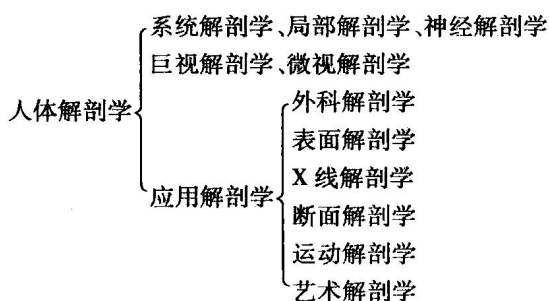 系统解剖学、局部解剖学、神经解剖学
巨视解剖学、微视解剖学
人体解剖学
外科解剖学
表面解剖学
X 线解剖学
应用解剖学
断面解剖学
运动解剖学
艺术解剖学